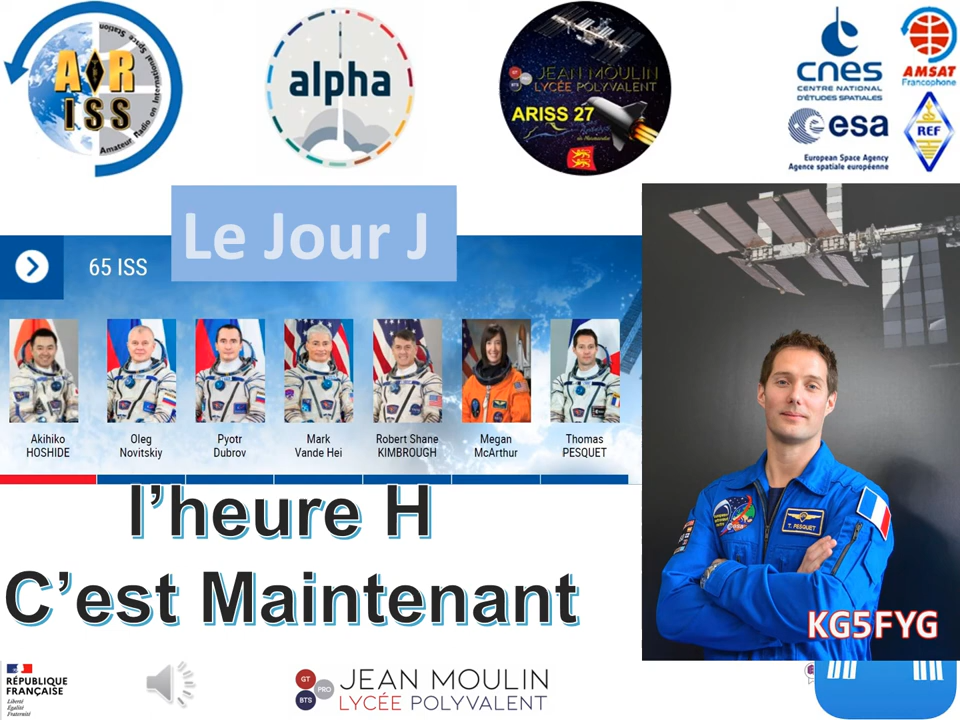 AR
ISS
Amateur Radio on International Space Station
alpha
JEAN MOULIN
LYCÉE POLYVALENT
ARISS 27
cnes
CENTRE NATIONAL
D'ÉTUDES SPATIALES
AMSAT
Francophone
esa
European Space Agency
Agence spatiale européenne
REF
Le Jour J
65 ISS
Akihiko
HOSHIDE
Oleg
Novitskiy
Pyotr
Dubrov
Mark
Vande Hei
Robert Shane
KIMBROUGH
Megan
McArthur
Thomas
PESQUET
l'heure H
C'est Maintenant
T. PESQUET
KG5FYG
RÉPUBLIQUE
FRANÇAISE
Liberté
Égalité
Fraternité
GT
PRO
BTS
JEAN MOULIN
LYCÉE POLYVALENT